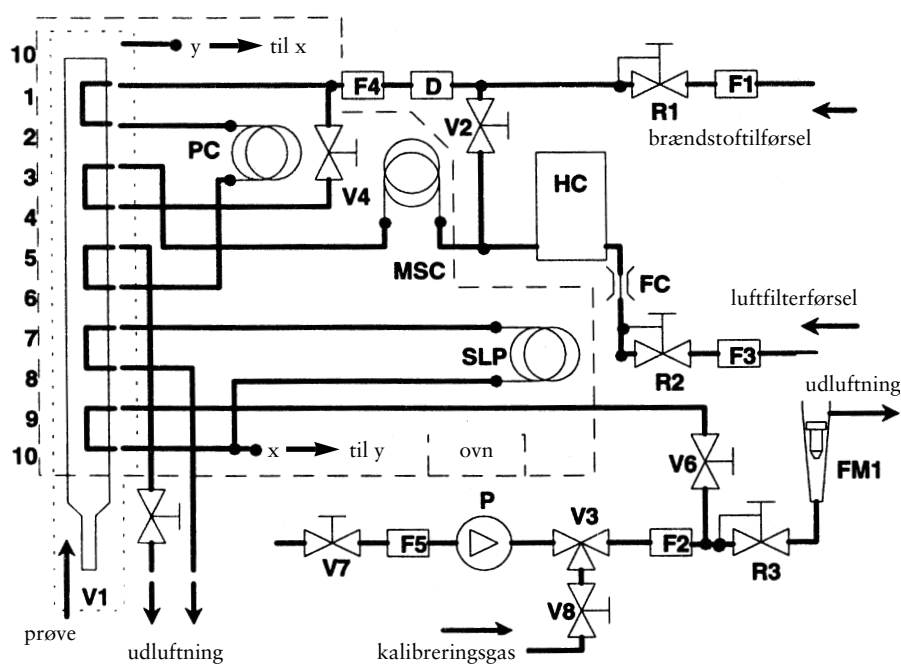 10
y til x
1
F4
D
R1
F1
V2
brændstoftilførsel
2
PC
V4
3
HC
4
MSC
5
FC
6
luftfilterførsel
7
SLP
R2
F3
8
udluftning
9
10
x til y
ovn
V6
FM1
P
V3
F5
F2
V7
R3
V1
V8
prøve
udluftning
kalibreringsgas